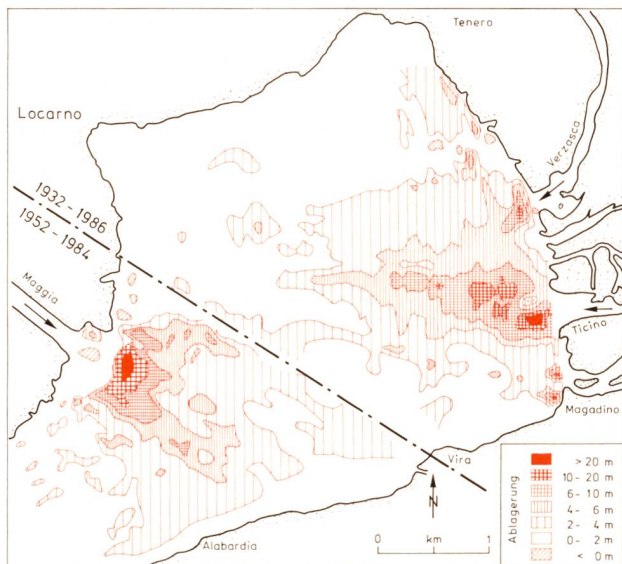 Tenero
Locarno
Verzasca
1932-1986
1952-1984
Maggia
Ticino
Magadino
Vira
N
Alabardia
0 km 1
Ablagerung
> 20 m
10 - 20 m
6 - 10 m
4 - 6 m
2 - 4 m
0 - 2 m
< 0 m